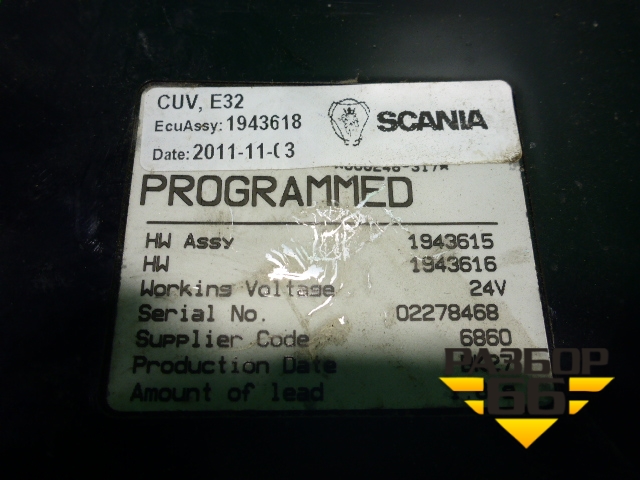 CUV, E32
EcuAssy: 1943618
Date: 2011-11-03
SCANIA
PROGRAMMED
HW Assy 1943615
HW 1943616
Working Voltage 24V
Serial No. 02278468
Supplier Code 6860
Production Date
Amount of lead
РАЗБОР
66